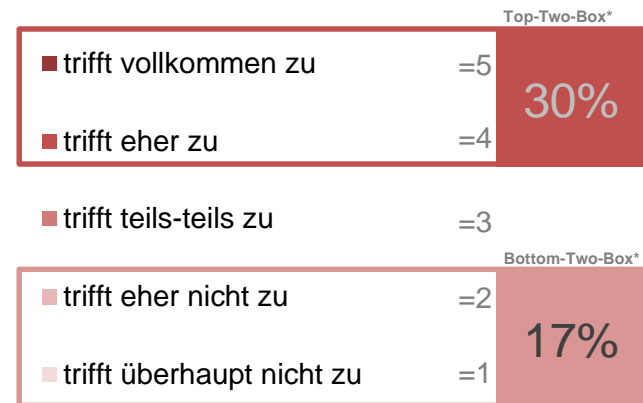 Top-Two-Box*
trifft vollkommen zu =5
30%
trifft eher zu =4
trifft teils-teils zu =3
Bottom-Two-Box*
trifft eher nicht zu =2
17%
trifft überhaupt nicht zu =1